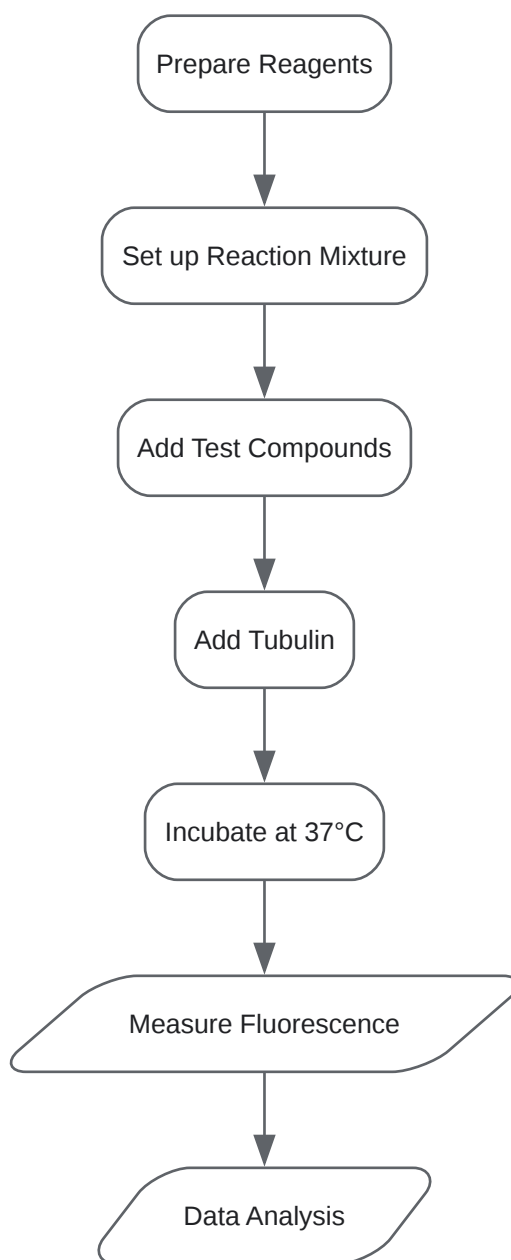 Prepare Reagents
Set up Reaction Mixture
Add Test Compounds
Add Tubulin
Incubate at 37°C
Measure Fluorescence
Data Analysis